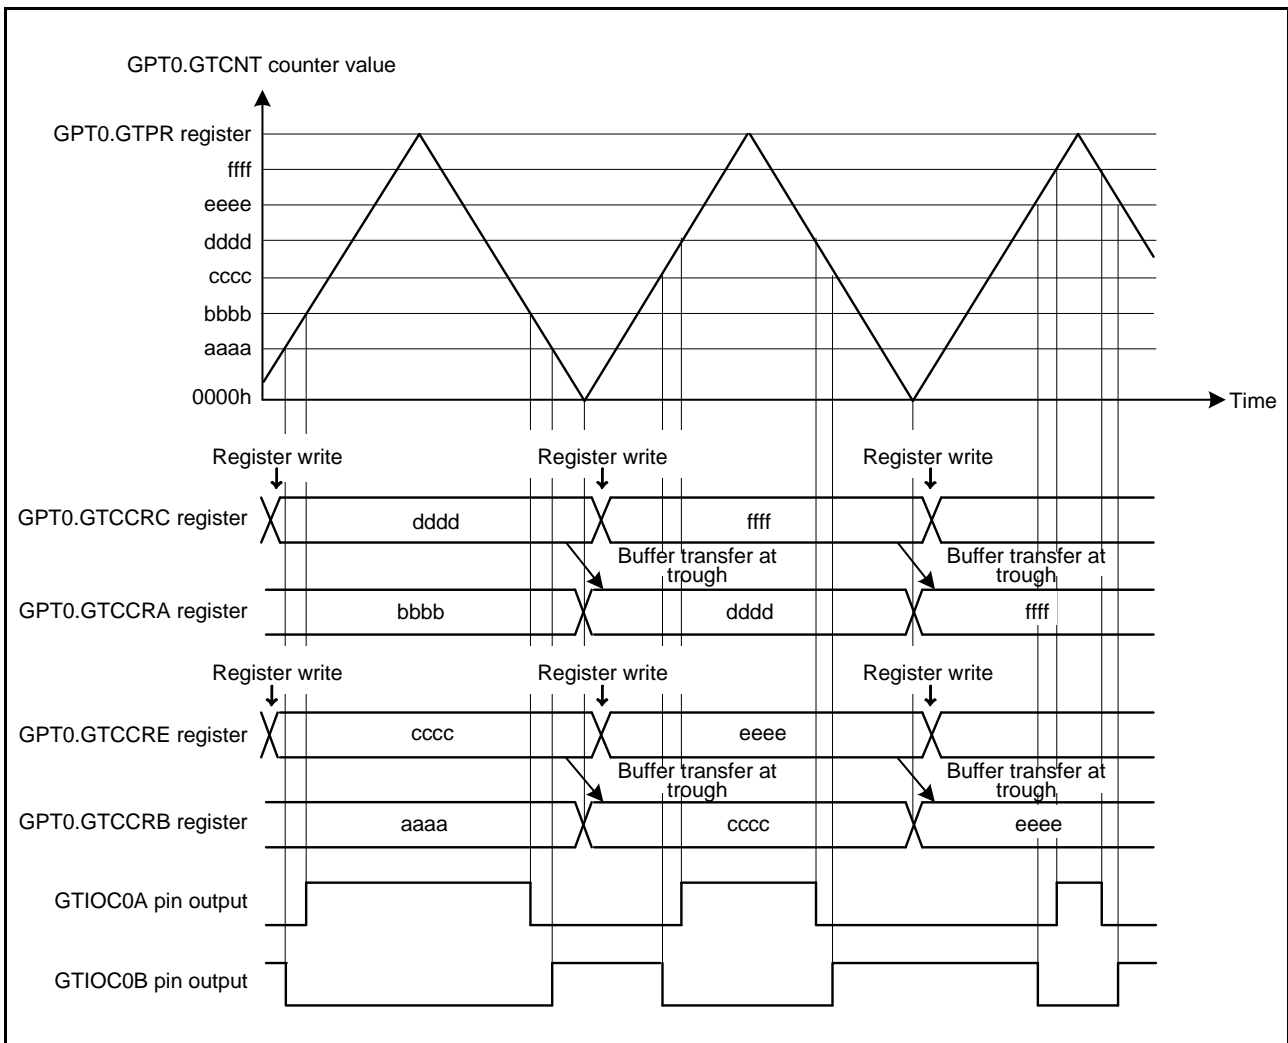 GPT0.GTCNT counter value
GPT0.GTPR register
ffff
eeee
dddd
cccc
bbbb
aaaa
0000h
Time
Register write Register write Register write
GPT0.GTCCRC register dddd ffff
Buffer transfer at trough Buffer transfer at trough
GPT0.GTCCRA register bbbb dddd ffff
Register write Register write Register write
GPT0.GTCCRE register cccc eeee
Buffer transfer at trough Buffer transfer at trough
GPT0.GTCCRB register aaaa cccc eeee
GTIOC0A pin output
GTIOC0B pin output